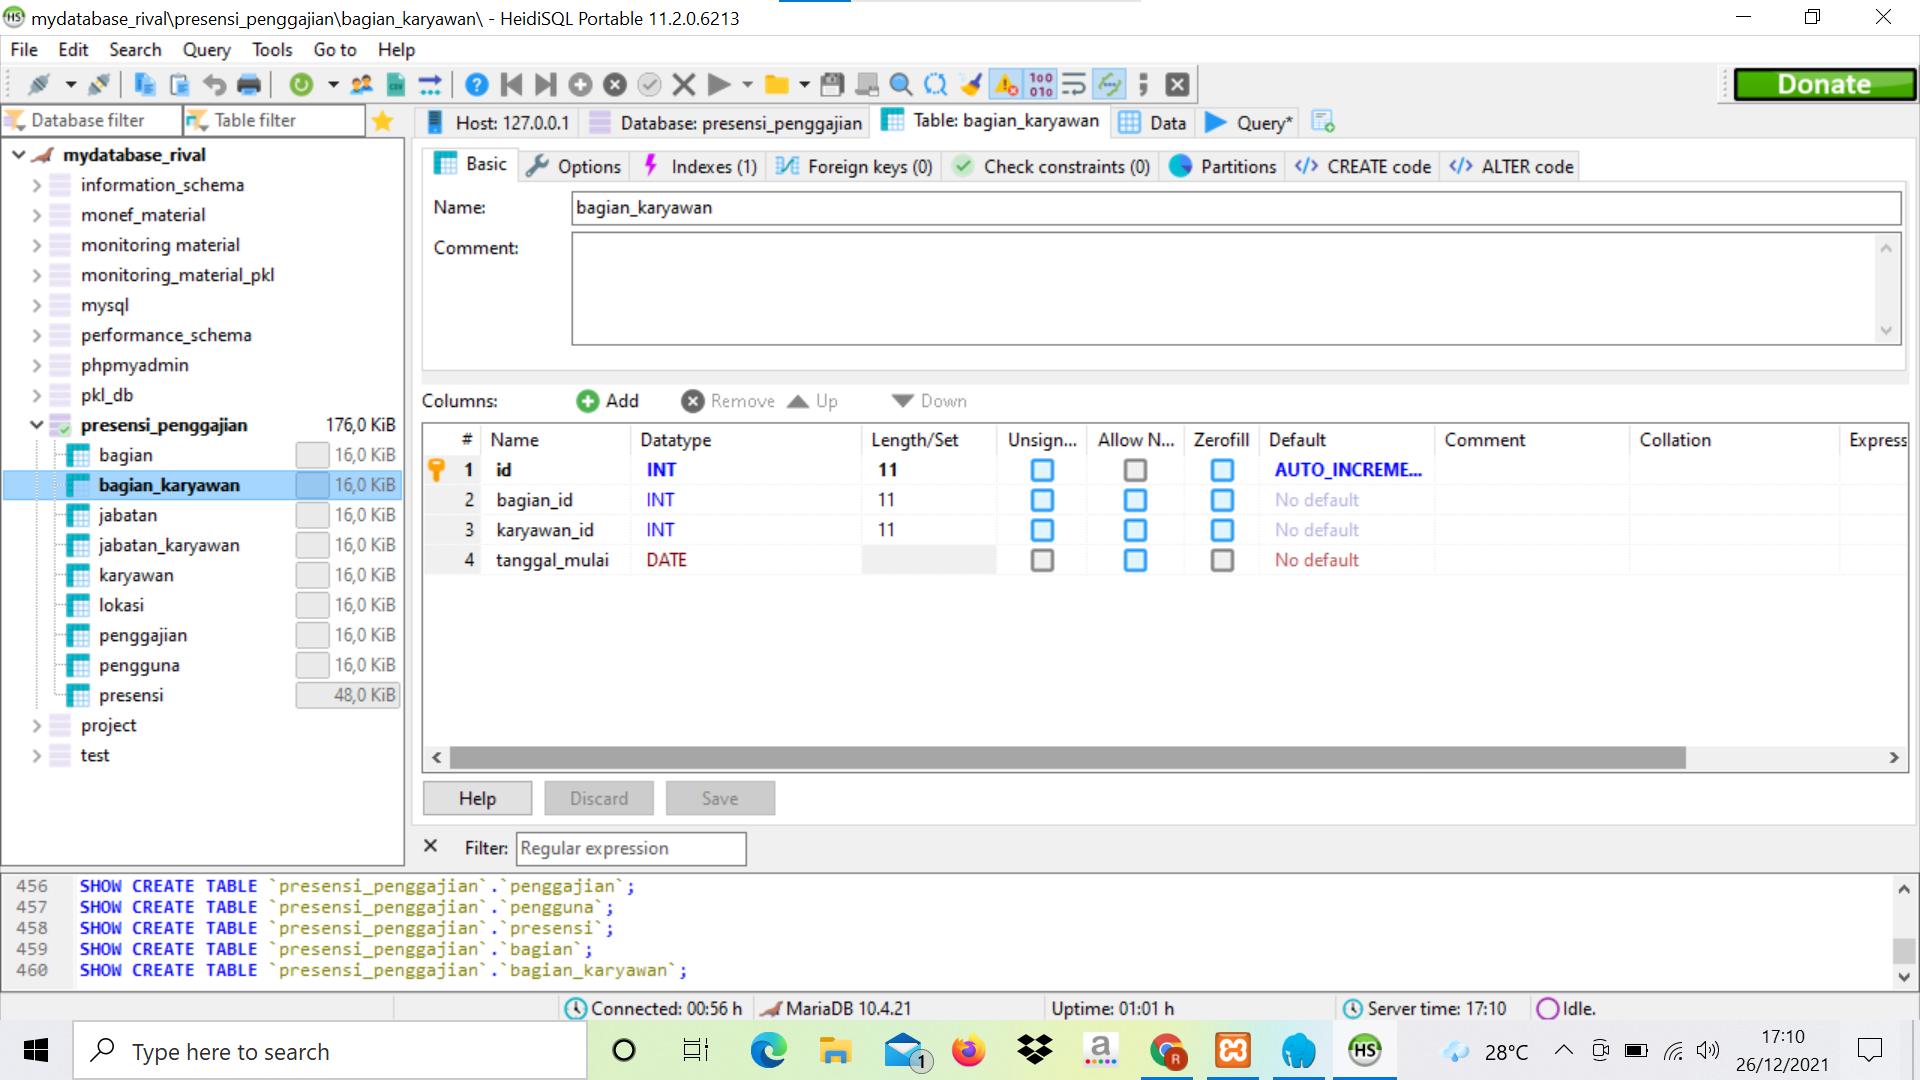 mydatabase_rival\presensi_penggajian\bagian_karyawan\ - HeidiSQL Portable 11.2.0.6213
File Edit Search Query Tools Go to Help
Donate
Database filter Table filter
Host: 127.0.0.1 Database: presensi_penggajian Table: bagian_karyawan Data Query*
mydatabase_rival
information_schema
monef_material
monitoring material
monitoring_material_pkl
mysql
performance_schema
phpmyadmin
pkl_db
presensi_penggajian 176,0 KiB
bagian 16,0 KiB
bagian_karyawan 16,0 KiB
jabatan 16,0 KiB
jabatan_karyawan 16,0 KiB
karyawan 16,0 KiB
lokasi 16,0 KiB
penggajian 16,0 KiB
pengguna 16,0 KiB
presensi 48,0 KiB
project
test
Basic Options Indexes (1) Foreign keys (0) Check constraints (0) Partitions CREATE code ALTER code
Name: bagian_karyawan
Comment:
Columns: Add Remove Up Down
# Name Datatype Length/Set Unsign... Allow N... Zerofill Default Comment Collation Express
1 id INT 11 AUTO_INCREME...
2 bagian_id INT 11 No default
3 karyawan_id INT 11 No default
4 tanggal_mulai DATE No default
Help Discard Save
Filter: Regular expression
456 SHOW CREATE TABLE `presensi_penggajian`.`penggajian`;
457 SHOW CREATE TABLE `presensi_penggajian`.`pengguna`;
458 SHOW CREATE TABLE `presensi_penggajian`.`presensi`;
459 SHOW CREATE TABLE `presensi_penggajian`.`bagian`;
460 SHOW CREATE TABLE `presensi_penggajian`.`bagian_karyawan`;
Connected: 00:56 h MariaDB 10.4.21 Uptime: 01:01 h Server time: 17:10 Idle.
Type here to search
1
a
R
HS
28°C
17:10
26/12/2021